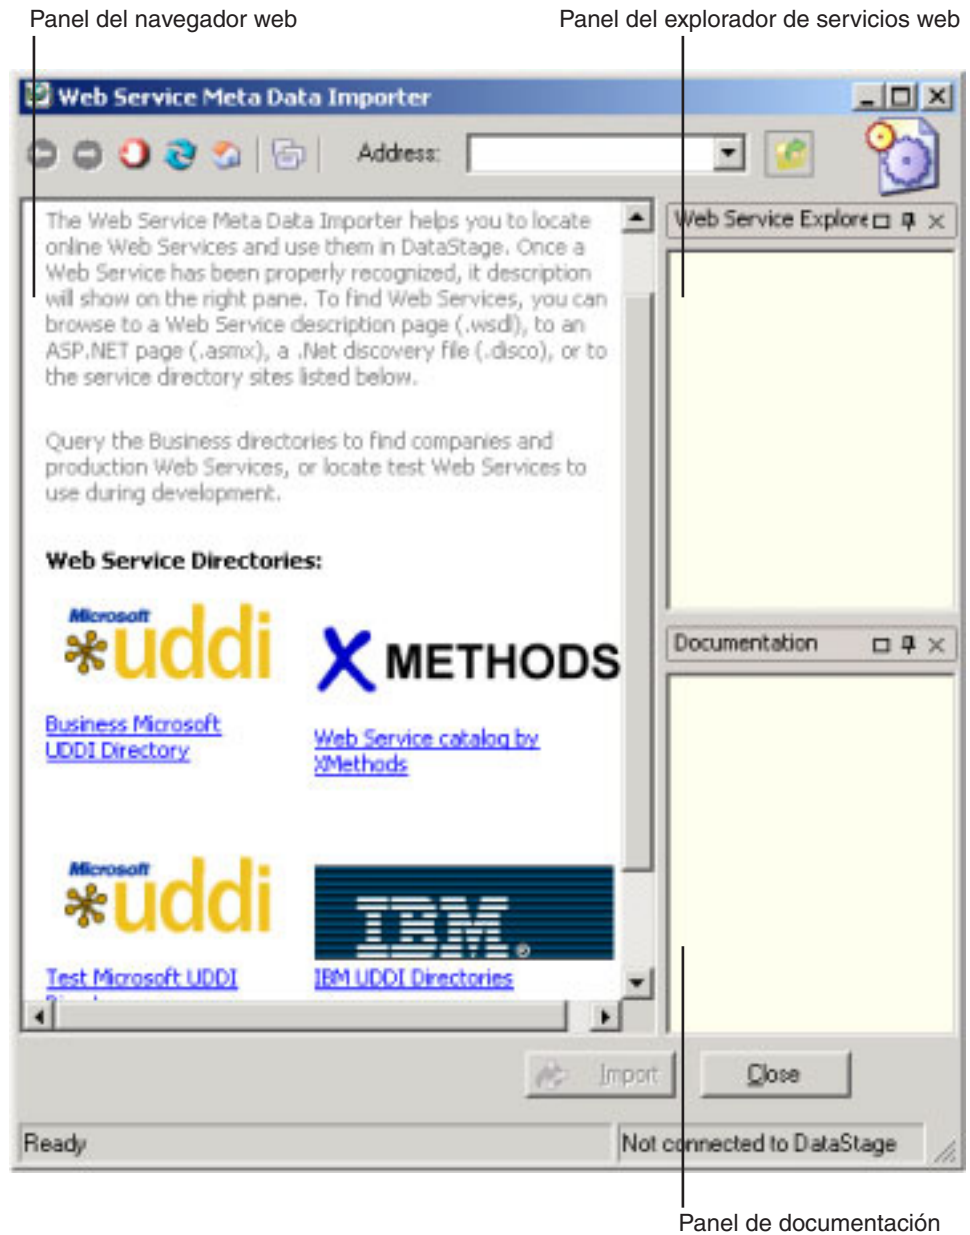 Panel del navegador web
Panel del explorador de servicios web
Web Service Meta Data Importer
Address:
The Web Service Meta Data Importer helps you to locate
online Web Services and use them in DataStage. Once a
Web Service has been properly recognized, it description
will show on the right pane. To find Web Services, you can
browse to a Web Service description page (.wsdl), to an
ASP.NET page (.asmx), a .Net discovery file (.disco), or to
the service directory sites listed below.
Query the Business directories to find companies and
production Web Services, or locate test Web Services to
use during development.
Web Service Directories:
Microsoft
uddi
X METHODS
Business Microsoft
UDDI Directory
Web Service catalog by
XMethods
Microsoft
uddi
IBM
Test Microsoft UDDI
IBM UDDI Directories
Web Service Explore
Documentation
Import
Close
Ready
Not connected to DataStage
Panel de documentación